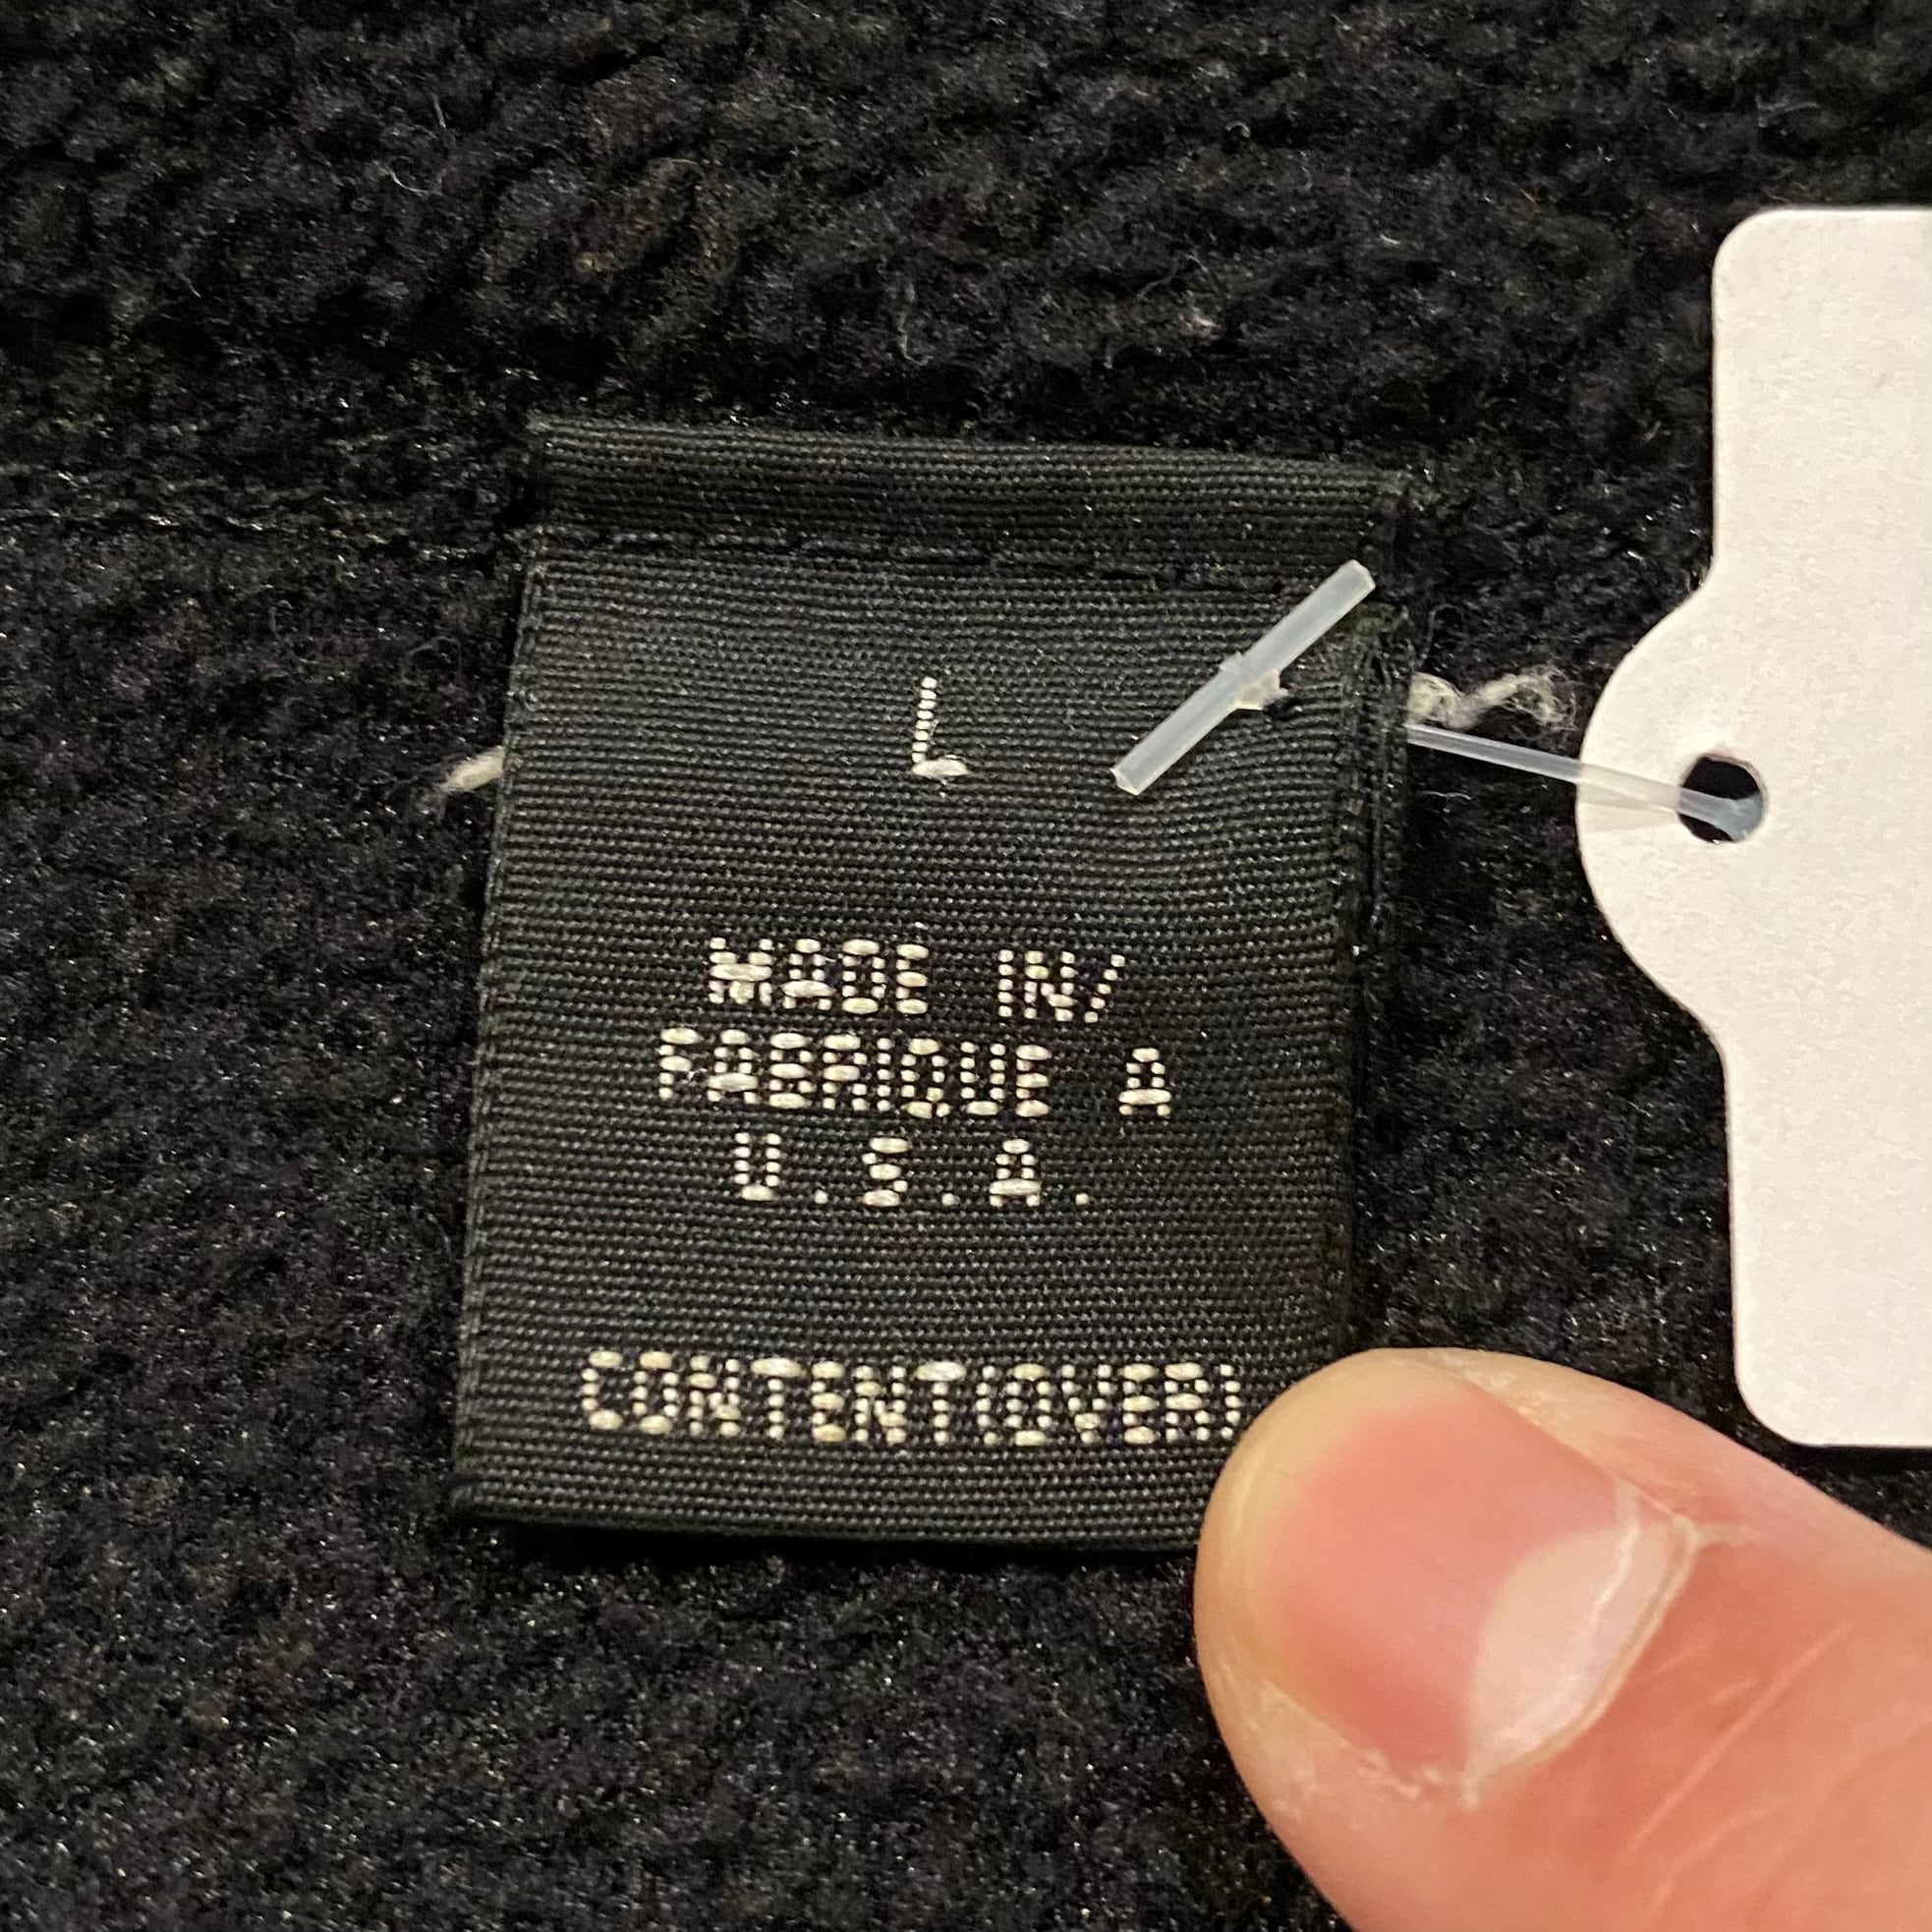 L
MADE IN/
FABRIQUE A
U.S.A.
CONTENT(OVER)